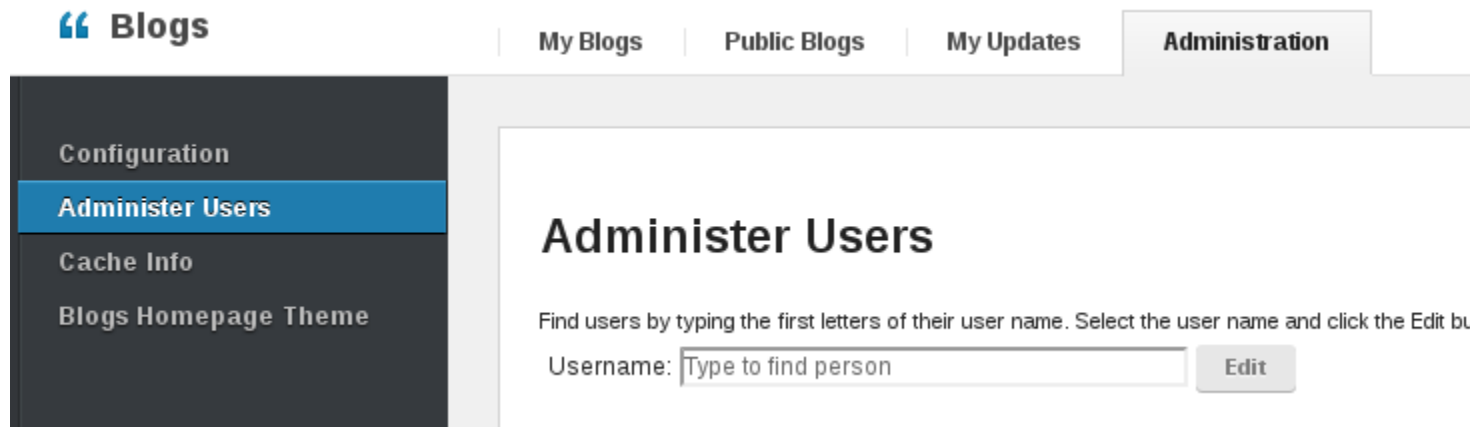 Blogs
My Blogs
Public Blogs
My Updates
Administration
Configuration
Administer Users
Cache Info
Blogs Homepage Theme
Administer Users
Find users by typing the first letters of their user name. Select the user name and click the Edit
Username: Type to find person Edit